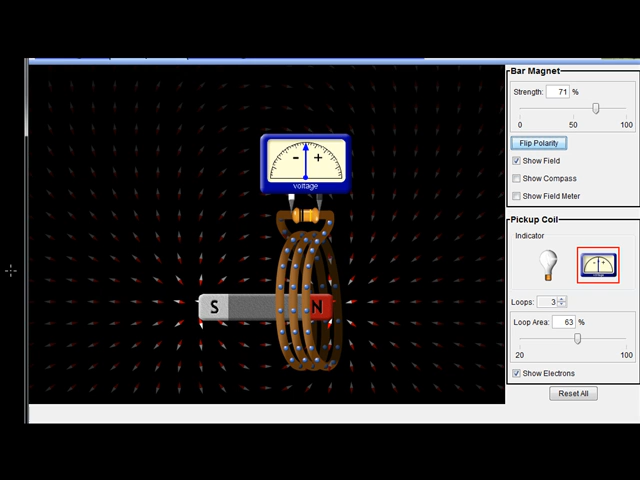 Bar Magnet
Strength: 71 %
0 50 100
Flip Polarity
Show Field
Show Compass
Show Field Meter
Pickup Coil
Indicator
Loops: 3
Loop Area: 63 %
20 100
Show Electrons
Reset All
- +
voltage
S N